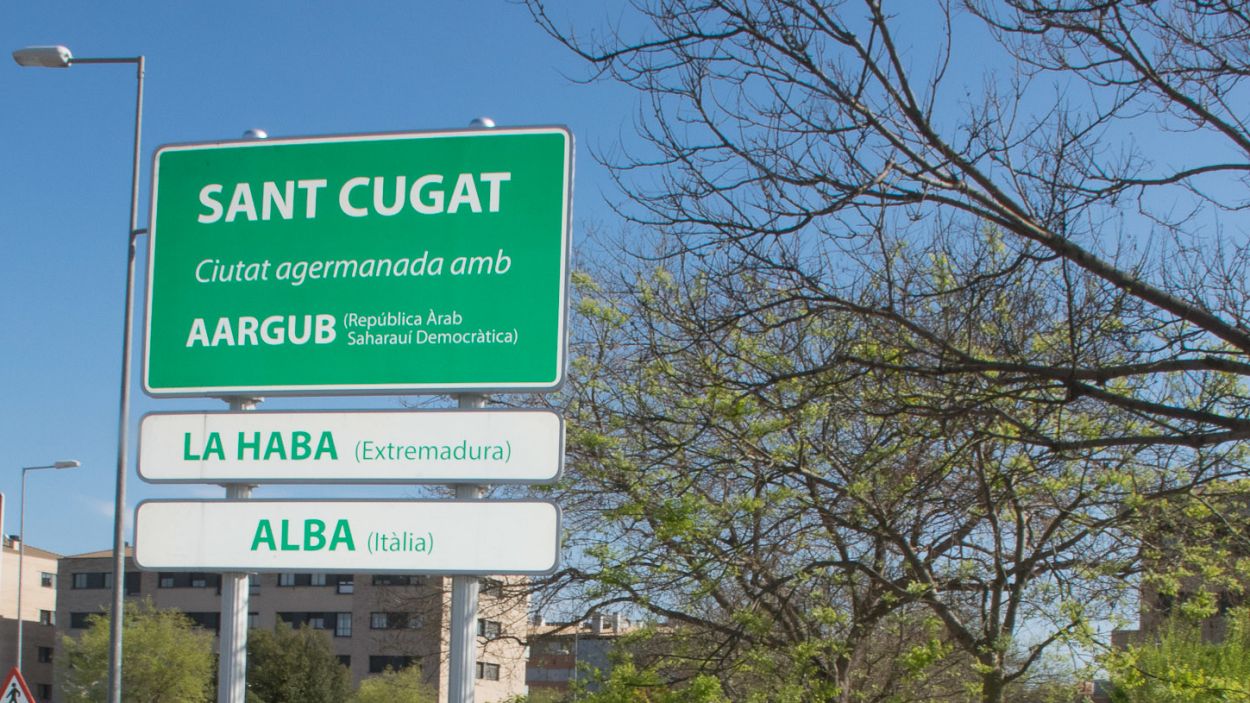 SANT CUGAT
Ciutat agermanada amb
AARGUB (República Àrab
Saharauí Democràtica)
LA HABA (Extremadura)
ALBA (Itàlia)